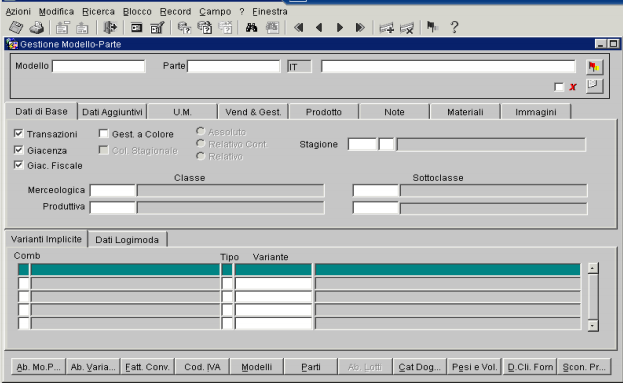 Azioni Modifica Ricerca Blocco Record Campo ? Einestra
Gestione Modello-Parte
Modello Parte IT
x
Dati di Base Dati Aggiuntivi U.M. Vend & Gest. Prodotto Note Materiali Immagini
Transazioni Gest. a Colore Assoluto
Giacenza Col. Stagionale Relativo Cont Stagione
Giac. Fiscale Relativo
Classe Sottoclasse
Merceologica
Produttiva
Varianti Implicite Dati Logimoda
Comb Tipo Variante
Ab. Mo.P... Ab. Varia... Fatt. Conv. Cod. IVA Modelli Parti Ab. Lotti Cat Dog... Pesi e Vol. D.Cli. Forn Scon. Pr...